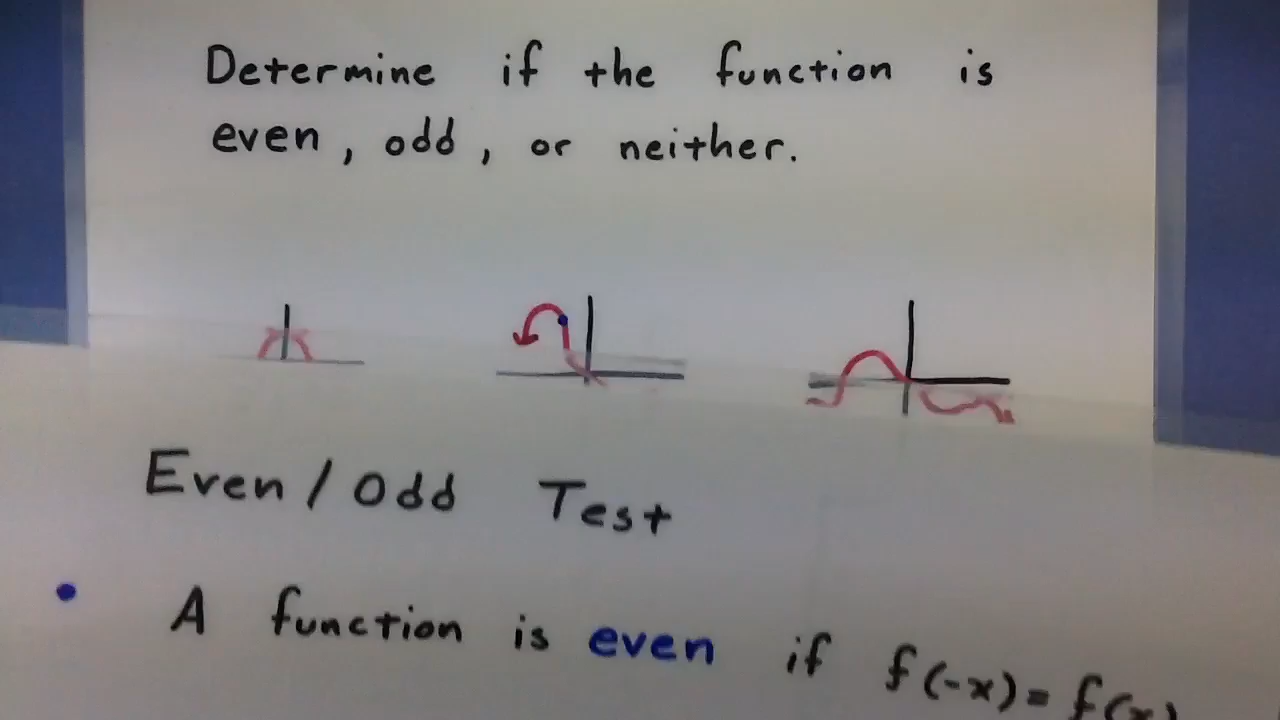 Determine if the function is
even, odd, or neither.
Even/Odd Test
• A function is even if f(-x)= f(x)